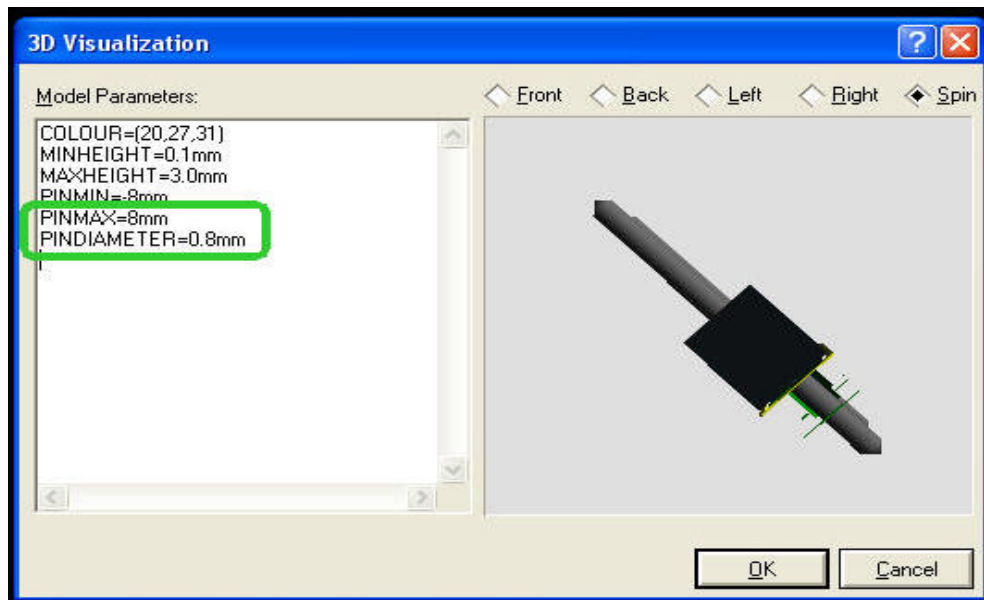 3D Visualization
Model Parameters:
Front Back Left Right Spin
COLOUR=(20,27,31)
MINHEIGHT=0.1mm
MAXHEIGHT=3.0mm
PINMIN=-8mm
PINMAX=8mm
PINDIAMETER=0.8mm
OK Cancel